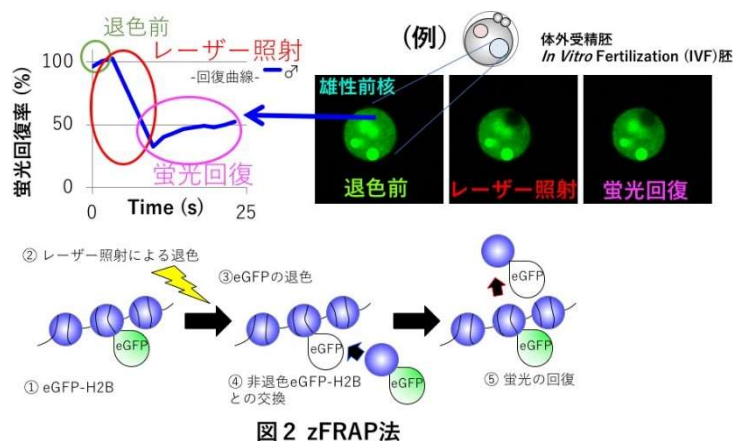 退色前
レーザー照射
-回復曲線-
♂
蛍光回復率 (%)
100
50
0
蛍光回復
0
Time (s)
25
(例)
体外受精胚
In Vitro Fertilization (IVF)胚
雄性前核
退色前
レーザー照射
蛍光回復
② レーザー照射による退色
③eGFPの退色
eGFP
eGFP
eGFP
eGFP
eGFP
① eGFP-H2B
④ 非退色eGFP-H2B
との交換
⑤ 蛍光の回復
図２ zFRAP法